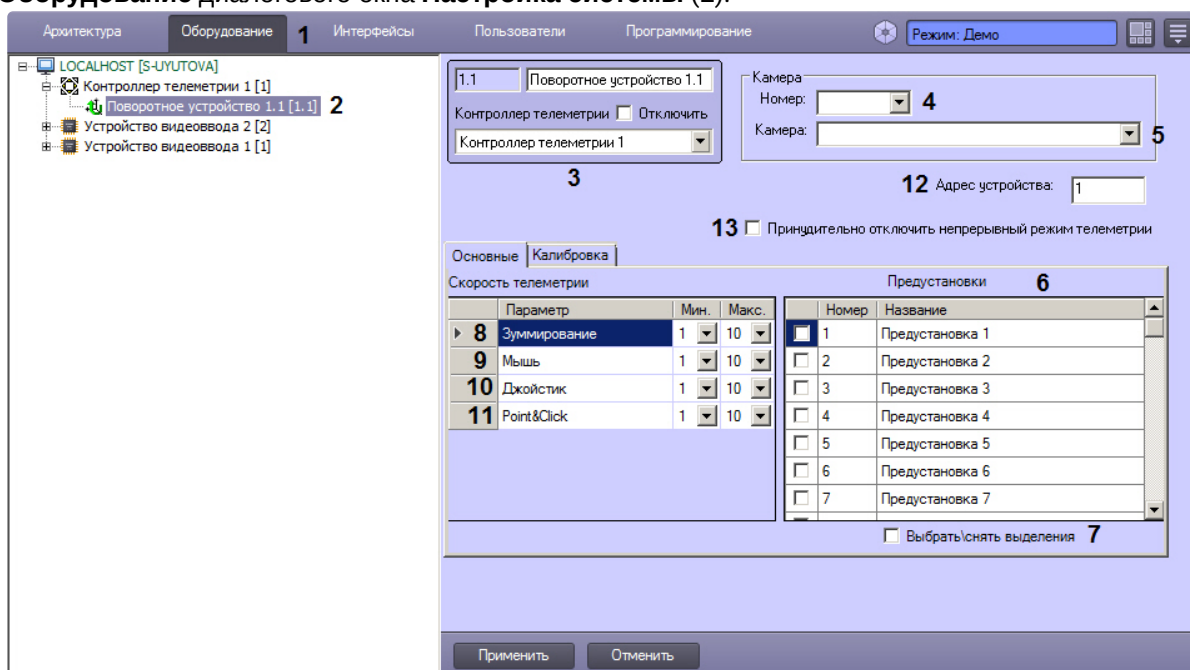 Оборудование диалогового окна Настройка системы (2).
Архитектура Оборудование 1 Интерфейсы Пользователи Программирование Режим: Демо
LOCALHOST [S-UYUTOVA]
Контроллер телеметрии 1 [1]
Поворотное устройство 1.1 [1.1] 2
Устройство видеоввода 2 [2]
Устройство видеоввода 1 [1]
1.1 Поворотное устройство 1.1
Контроллер телеметрии Отключить
Контроллер телеметрии 1
3
Камера
Номер: 4
Камера: 5
12 Адрес устройства: 1
13 Принудительно отключить непрерывный режим телеметрии
Основные Калибровка
Скорость телеметрии
Параметр Мин. Макс.
8 Зуммирование 1 10
9 Мышь 1 10
10 Джойстик 1 10
11 Point&Click 1 10
Предустановки 6
Номер Название
1 Предустановка 1
2 Предустановка 2
3 Предустановка 3
4 Предустановка 4
5 Предустановка 5
6 Предустановка 6
7 Предустановка 7
Выбрать\снять выделения 7
Применить Отменить